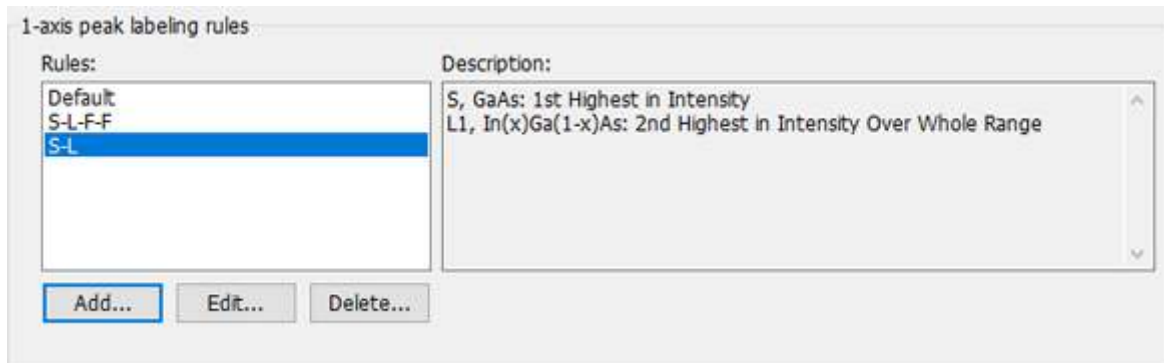 1-axis peak labeling rules
Rules:
Default
S-L-F-F
S-L
Description:
S, GaAs: 1st Highest in Intensity
L1, In(x)Ga(1-x)As: 2nd Highest in Intensity Over Whole Range
Add...
Edit...
Delete...